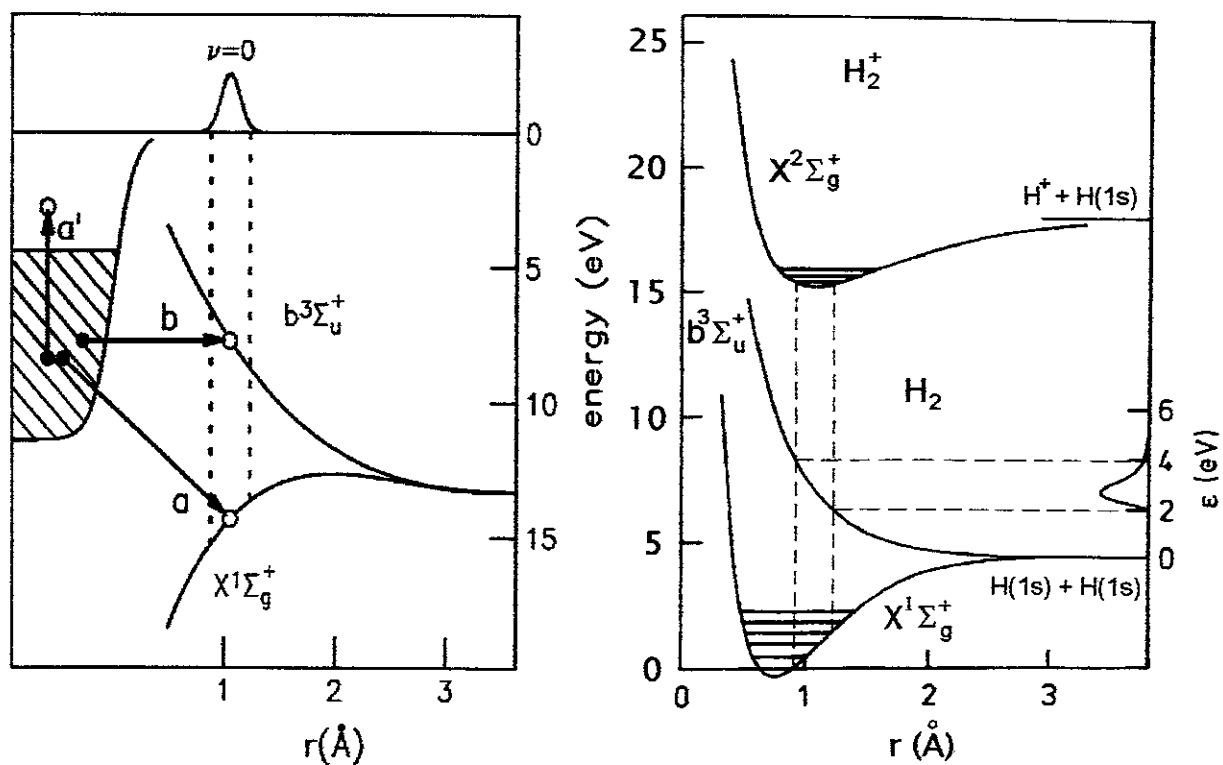 ν=0
0
5
10
15
energy (eV)
a'
b
a
b³Σᵤ⁺
X¹Σg⁺
1
2
3
r(Å)
25
20
15
10
5
0
H₂⁺
X²Σg⁺
H⁺ + H(1s)
b³Σᵤ⁺
H₂
6
4
2
0
ε (eV)
H(1s) + H(1s)
X¹Σg⁺
0
1
2
3
r (Å)